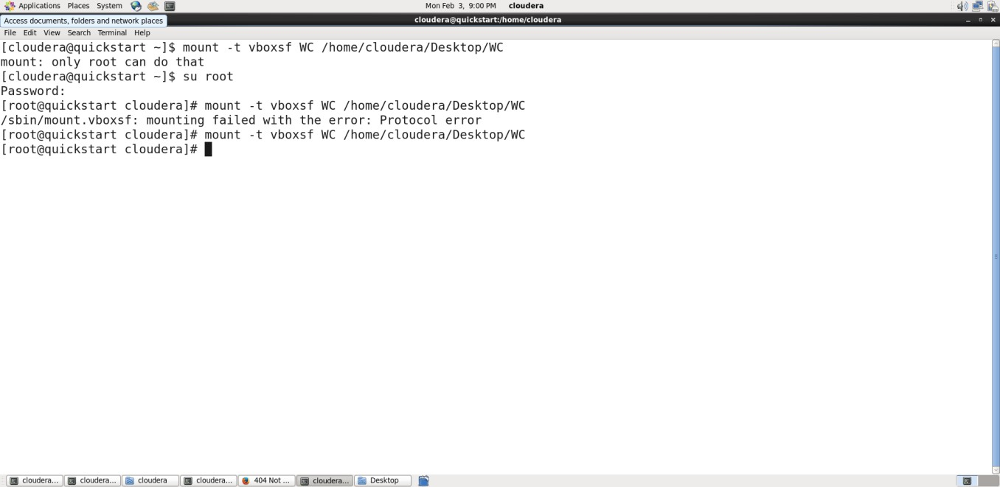 Applications Places System Mon Feb 3, 9:00 PM cloudera
Access documents, folders and network places
cloudera@quickstart:/home/cloudera
File Edit View Search Terminal Help
[cloudera@quickstart ~]$ mount -t vboxsf WC /home/cloudera/Desktop/WC
mount: only root can do that
[cloudera@quickstart ~]$ su root
Password:
[root@quickstart cloudera]# mount -t vboxsf WC /home/cloudera/Desktop/WC
/sbin/mount.vboxsf: mounting failed with the error: Protocol error
[root@quickstart cloudera]# mount -t vboxsf WC /home/cloudera/Desktop/WC
[root@quickstart cloudera]#
cloudera... cloudera... cloudera cloudera... 404 Not ... cloudera... Desktop